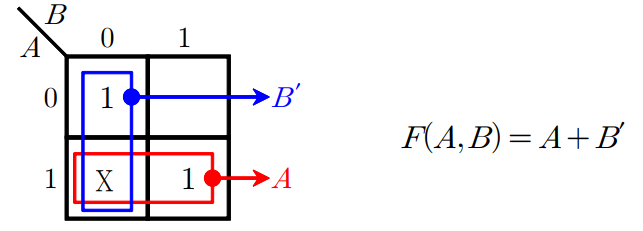 B
A
0 1
0 1 B′
F(A, B) = A + B′
1 X 1 A